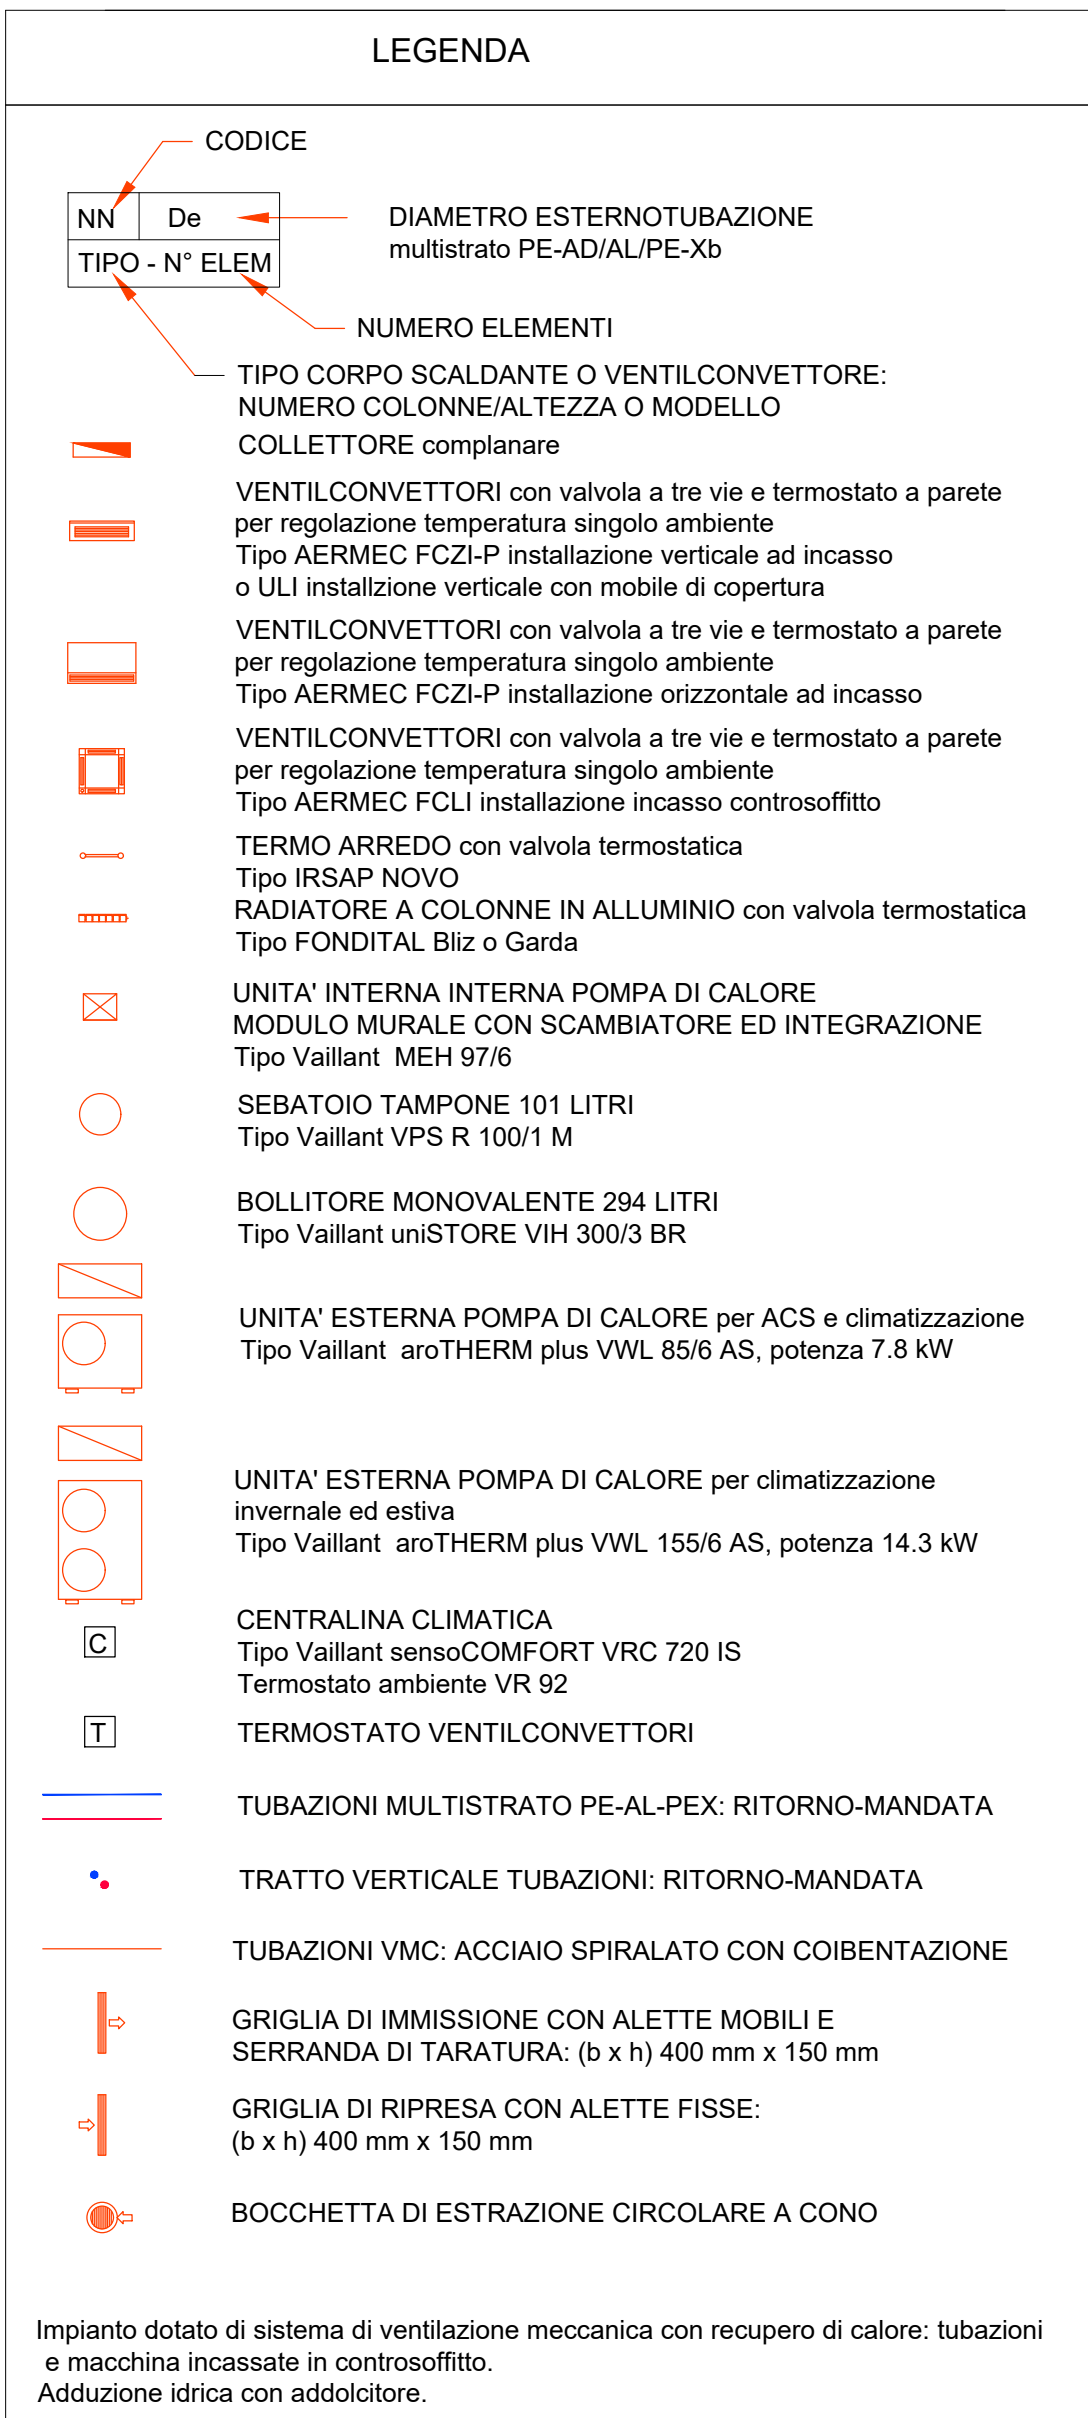 LEGENDA
CODICE
NN
De
DIAMETRO ESTERNOTUBAZIONE
multistrato PE-AD/AL/PE-Xb
TIPO - N° ELEM
NUMERO ELEMENTI
TIPO CORPO SCALDANTE O VENTILCONVETTORE:
NUMERO COLONNE/ALTEZZA O MODELLO
COLLETTORE complanare
VENTILCONVETTORI con valvola a tre vie e termostato a parete
per regolazione temperatura singolo ambiente
Tipo AERMEC FCZI-P installazione verticale ad incasso
o ULI installzione verticale con mobile di copertura
VENTILCONVETTORI con valvola a tre vie e termostato a parete
per regolazione temperatura singolo ambiente
Tipo AERMEC FCZI-P installazione orizzontale ad incasso
VENTILCONVETTORI con valvola a tre vie e termostato a parete
per regolazione temperatura singolo ambiente
Tipo AERMEC FCLI installazione incasso controsoffitto
TERMO ARREDO con valvola termostatica
Tipo IRSAP NOVO
RADIATORE A COLONNE IN ALLUMINIO con valvola termostatica
Tipo FONDITAL Bliz o Garda
UNITA' INTERNA INTERNA POMPA DI CALORE
MODULO MURALE CON SCAMBIATORE ED INTEGRAZIONE
Tipo Vaillant MEH 97/6
SEBATOIO TAMPONE 101 LITRI
Tipo Vaillant VPS R 100/1 M
BOLLITORE MONOVALENTE 294 LITRI
Tipo Vaillant uniSTORE VIH 300/3 BR
UNITA' ESTERNA POMPA DI CALORE per ACS e climatizzazione
Tipo Vaillant aroTHERM plus VWL 85/6 AS, potenza 7.8 kW
UNITA' ESTERNA POMPA DI CALORE per climatizzazione
invernale ed estiva
Tipo Vaillant aroTHERM plus VWL 155/6 AS, potenza 14.3 kW
C
CENTRALINA CLIMATICA
Tipo Vaillant sensoCOMFORT VRC 720 IS
Termostato ambiente VR 92
T
TERMOSTATO VENTILCONVETTORI
TUBAZIONI MULTISTRATO PE-AL-PEX: RITORNO-MANDATA
TRATTO VERTICALE TUBAZIONI: RITORNO-MANDATA
TUBAZIONI VMC: ACCIAIO SPIRALATO CON COIBENTAZIONE
GRIGLIA DI IMMISSIONE CON ALETTE MOBILI E
SERRANDA DI TARATURA: (b x h) 400 mm x 150 mm
GRIGLIA DI RIPRESA CON ALETTE FISSE:
(b x h) 400 mm x 150 mm
BOCCHETTA DI ESTRAZIONE CIRCOLARE A CONO
Impianto dotato di sistema di ventilazione meccanica con recupero di calore: tubazioni
e macchina incassate in controsoffitto.
Adduzione idrica con addolcitore.